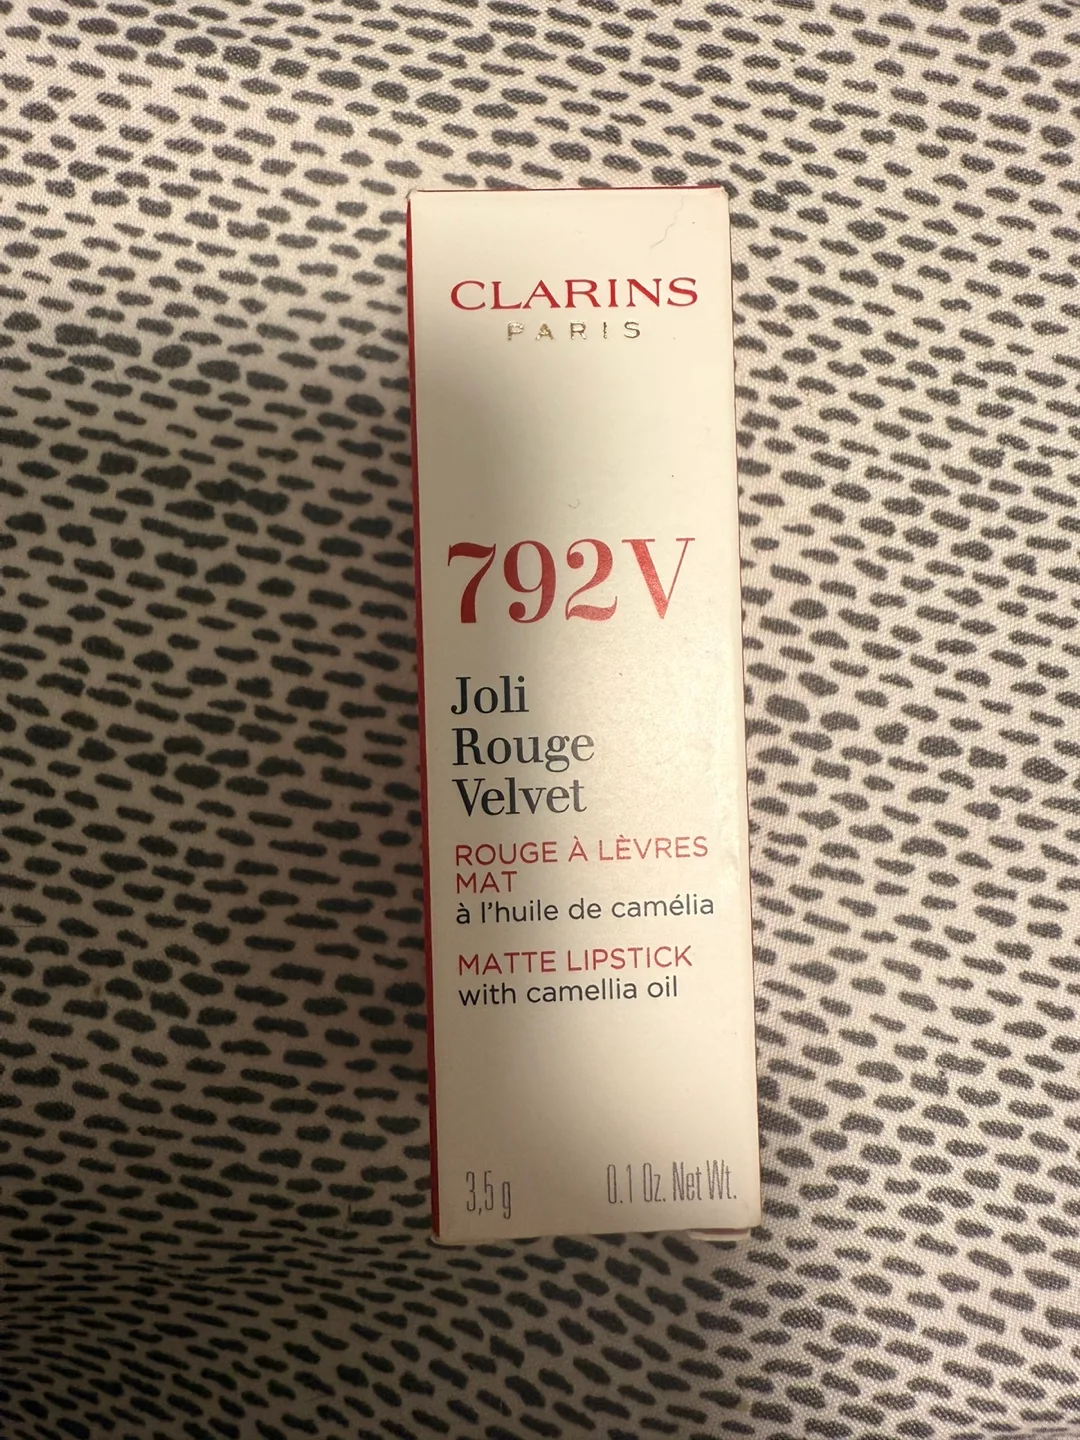 CLARINS
PARIS
792V
Joli
Rouge
Velvet
ROUGE À LÈVRES
MAT
à l'huile de camélia
MATTE LIPSTICK
with camellia oil
3,5 g 0.1 Oz. Net Wt.